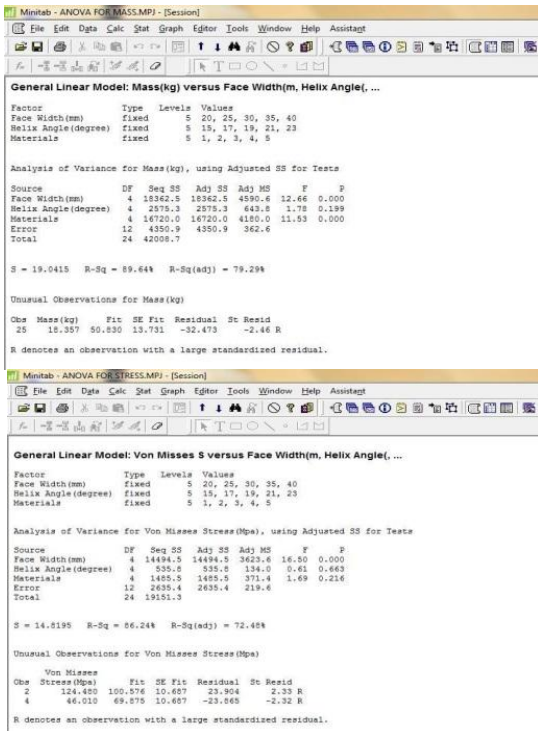 Minitab - ANOVA FOR MASS.MPJ - [Session]
File Edit Data Calc Stat Graph Editor Tools Window Help Assistant
General Linear Model: Mass(kg) versus Face Width(m, Helix Angle(, ...
Factor Type Levels Values
Face Width(mm) fixed 5 20, 25, 30, 35, 40
Helix Angle(degree) fixed 5 15, 17, 19, 21, 23
Materials fixed 5 1, 2, 3, 4, 5
Analysis of Variance for Mass(kg), using Adjusted SS for Tests
Source DF Seq SS Adj SS Adj MS F P
Face Width(mm) 4 18362.5 18362.5 4590.6 12.66 0.000
Helix Angle(degree) 4 2575.3 2575.3 643.8 1.78 0.199
Materials 4 16720.0 16720.0 4180.0 11.53 0.000
Error 12 4350.9 4350.9 362.6
Total 24 42008.7
S = 19.0415 R-Sq = 89.64% R-Sq(adj) = 79.29%
Unusual Observations for Mass(kg)
Obs Mass(kg) Fit SE Fit Residual St Resid
25 18.357 50.830 13.731 -32.473 -2.46 R
R denotes an observation with a large standardized residual.
Minitab - ANOVA FOR STRESS.MPJ - [Session]
File Edit Data Calc Stat Graph Editor Tools Window Help Assistant
General Linear Model: Von Misses S versus Face Width(m, Helix Angle(, ...
Factor Type Levels Values
Face Width(mm) fixed 5 20, 25, 30, 35, 40
Helix Angle(degree) fixed 5 15, 17, 19, 21, 23
Materials fixed 5 1, 2, 3, 4, 5
Analysis of Variance for Von Misses Stress(Mpa), using Adjusted SS for Tests
Source DF Seq SS Adj SS Adj MS F P
Face Width(mm) 4 14494.5 14494.5 3623.6 16.50 0.000
Helix Angle(degree) 4 535.8 535.8 134.0 0.61 0.663
Materials 4 1485.5 1485.5 371.4 1.69 0.216
Error 12 2635.4 2635.4 219.6
Total 24 19151.3
S = 14.8195 R-Sq = 86.24% R-Sq(adj) = 72.48%
Unusual Observations for Von Misses Stress(Mpa)
Von Misses
Obs Stress(Mpa) Fit SE Fit Residual St Resid
2 124.480 100.576 10.687 23.904 2.33 R
4 46.010 69.875 10.687 -23.865 -2.32 R
R denotes an observation with a large standardized residual.